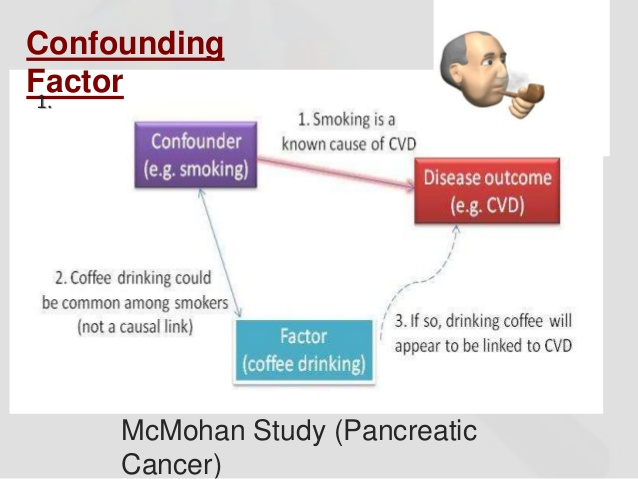 Confounding
Factor
1.
1. Smoking is a
known cause of CVD
Confounder
(e.g. smoking)
Disease outcome
(e.g. CVD)
2. Coffee drinking could
be common among smokers
(not a causal link)
Factor
(coffee drinking)
3. If so, drinking coffee will
appear to be linked to CVD
McMohan Study (Pancreatic
Cancer)